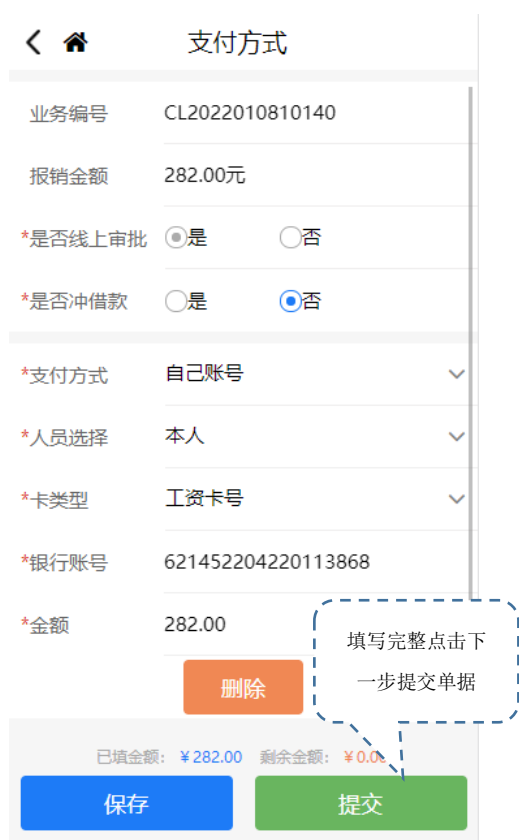 支付方式
业务编号 CL2022010810140
报销金额 282.00元
*是否线上审批 是 否
*是否冲借款 是 否
*支付方式 自己账号
*人员选择 本人
*卡类型 工资卡号
*银行账号 621452204220113868
*金额 282.00
填写完整点击下
一步提交单据
删除
已填金额: ¥282.00 剩余金额: ¥0.00
保存 提交